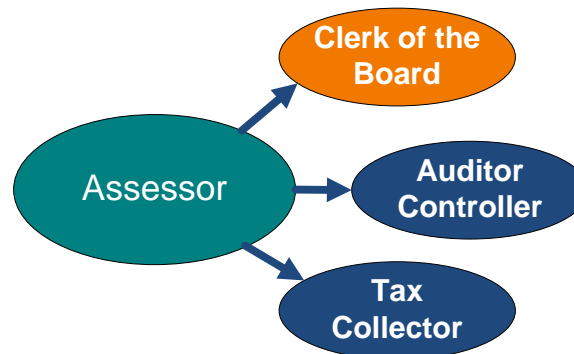 Clerk of the
Board
Assessor
Auditor
Controller
Tax
Collector